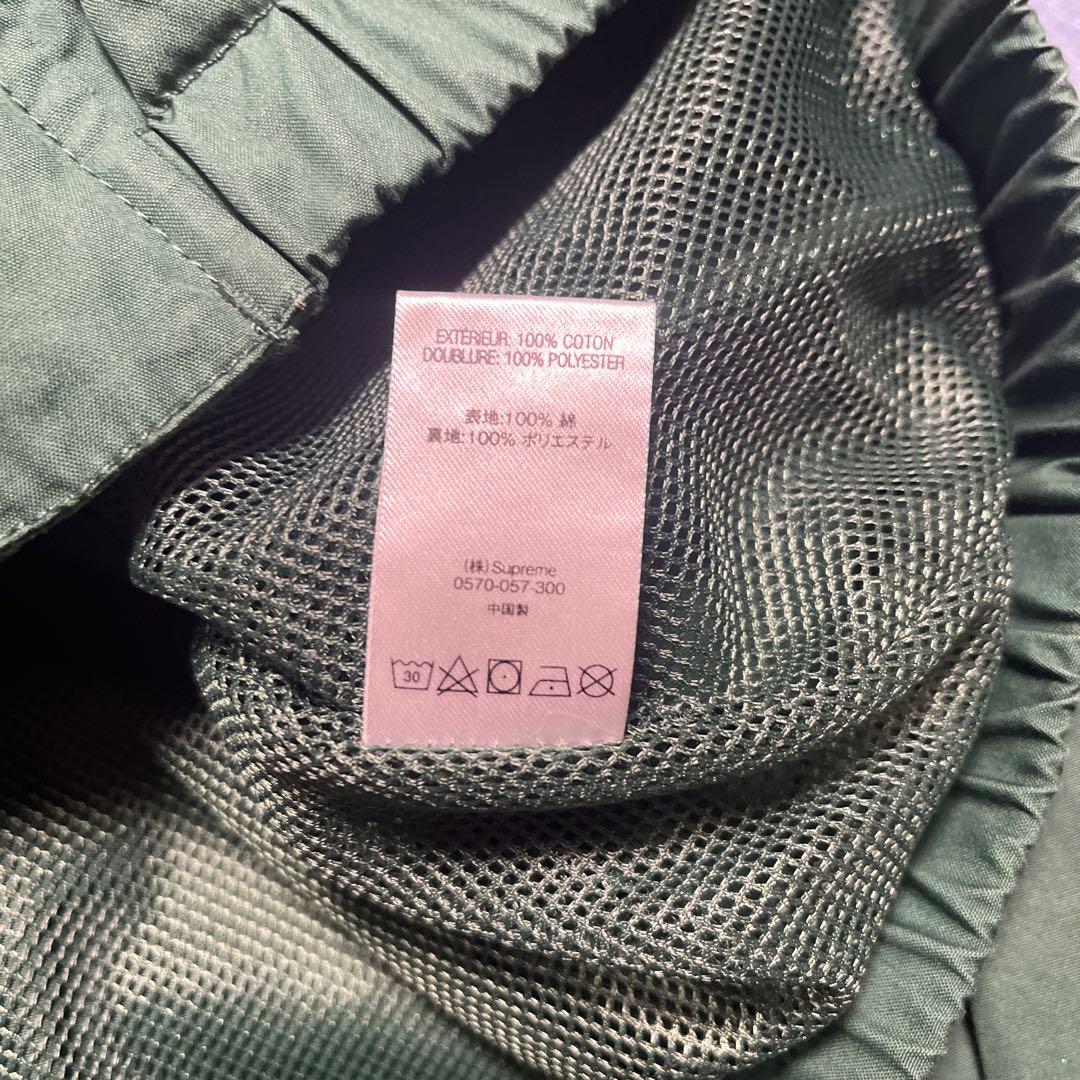 EXTERIEUR: 100% COTON
DOUBLURE: 100% POLYESTER
表地:100% 綿
裏地:100% ポリエステル
(株)Supreme
0570-057-300
中国製
30